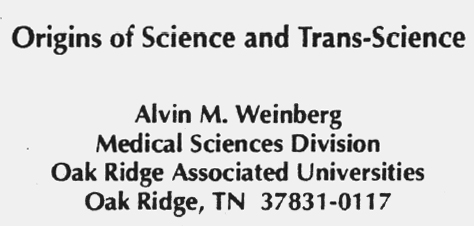 Origins of Science and Trans-Science
Alvin M. Weinberg
Medical Sciences Division
Oak Ridge Associated Universities
Oak Ridge, TN 37831-0117